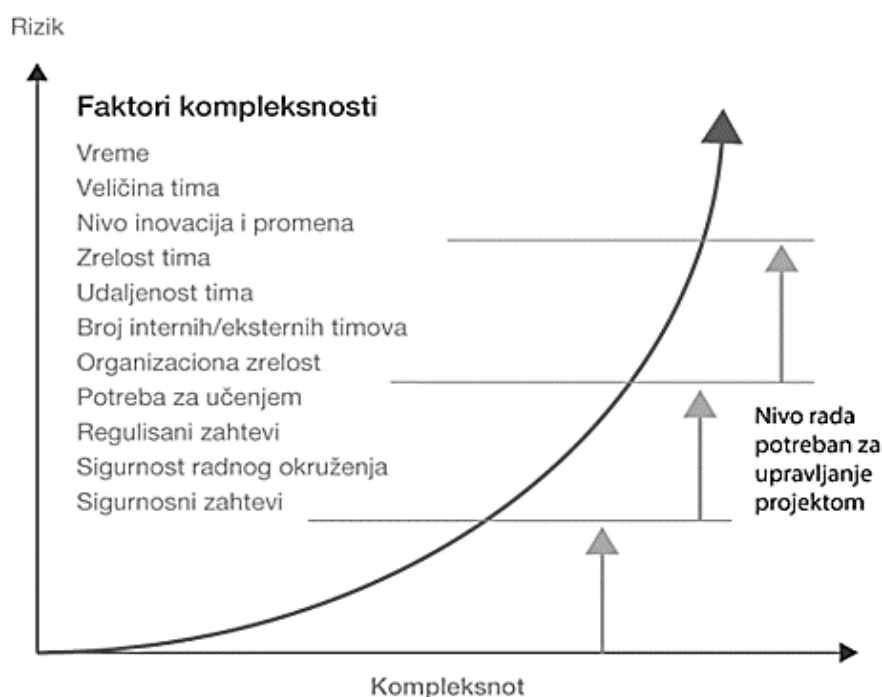 Rizik
Faktori kompleksnosti
Vreme
Veličina tima
Nivo inovacija i promena
Zrelost tima
Udaljenost tima
Broj internih/eksternih timova
Organizaciona zrelost
Potreba za učenjem
Regulisani zahtevi
Sigurnost radnog okruženja
Sigurnosni zahtevi
Nivo rada
potreban za
upravljanje
projektom
Kompleksnot